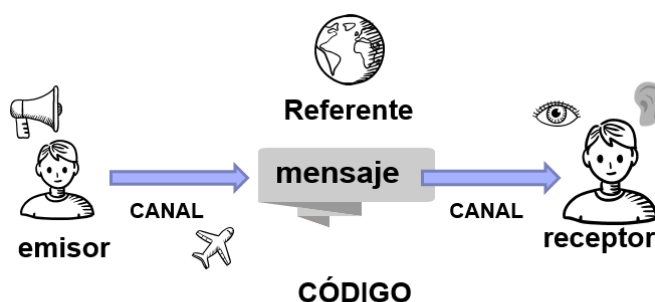 Referente
mensaje
CANAL
CANAL
emisor
receptor
CÓDIGO